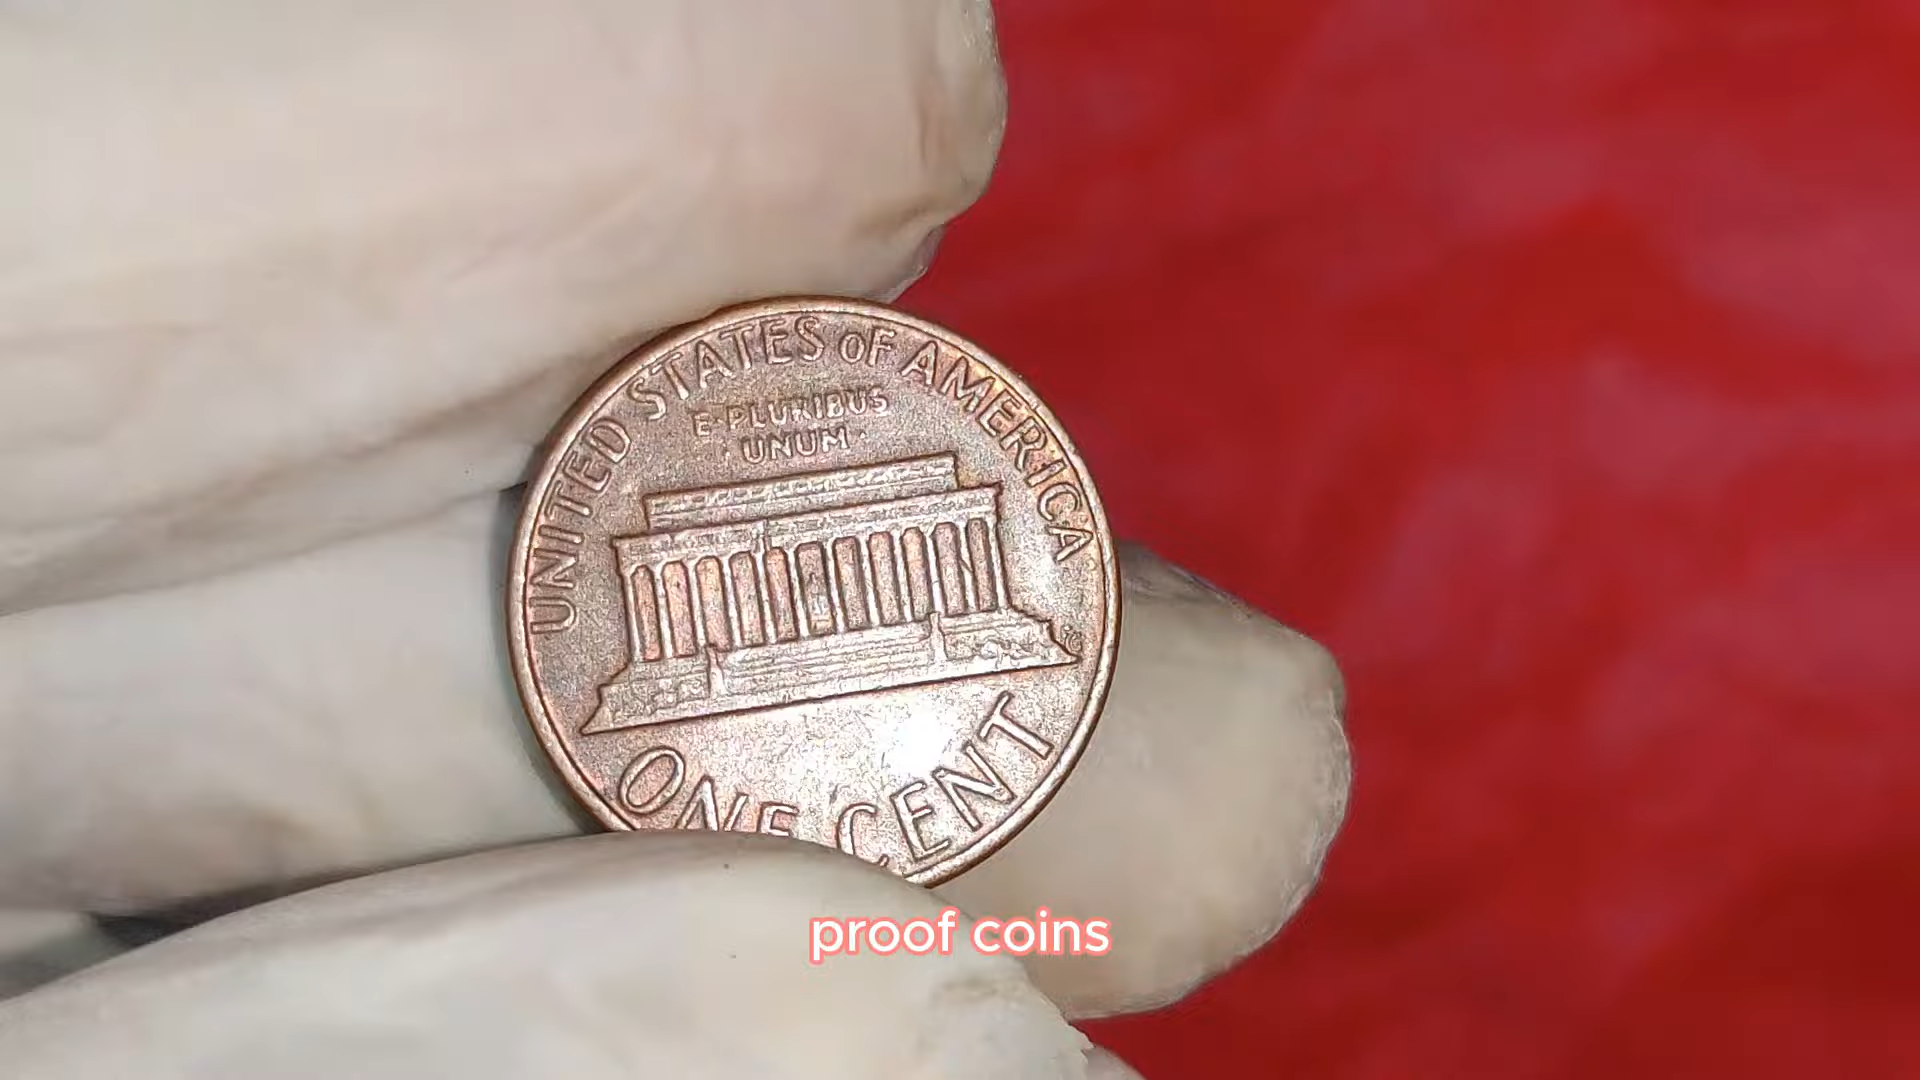 UNITED STATES OF AMERICA
E·PLURIBUS
·UNUM·
ONE CENT
proof coins